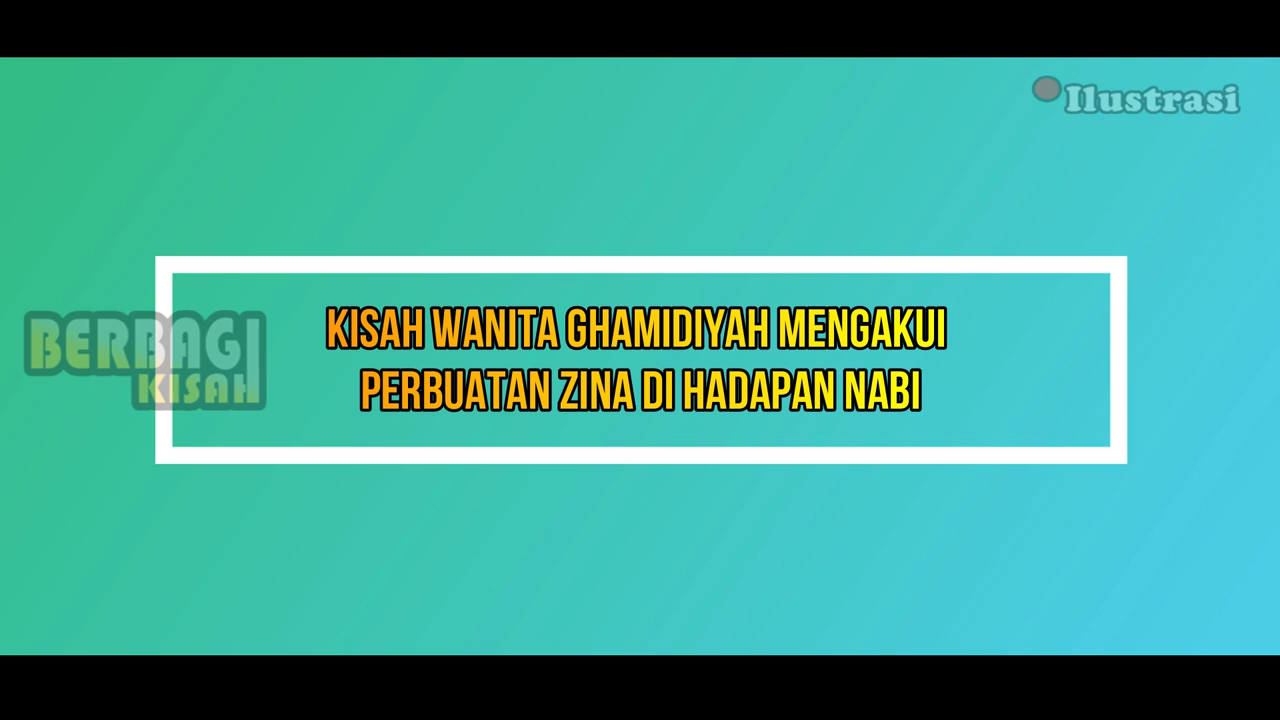 Ilustrasi
BERBAGI
KISAH
KISAH WANITA GHAMIDIYAH MENGAKUI
PERBUATAN ZINA DI HADAPAN NABI